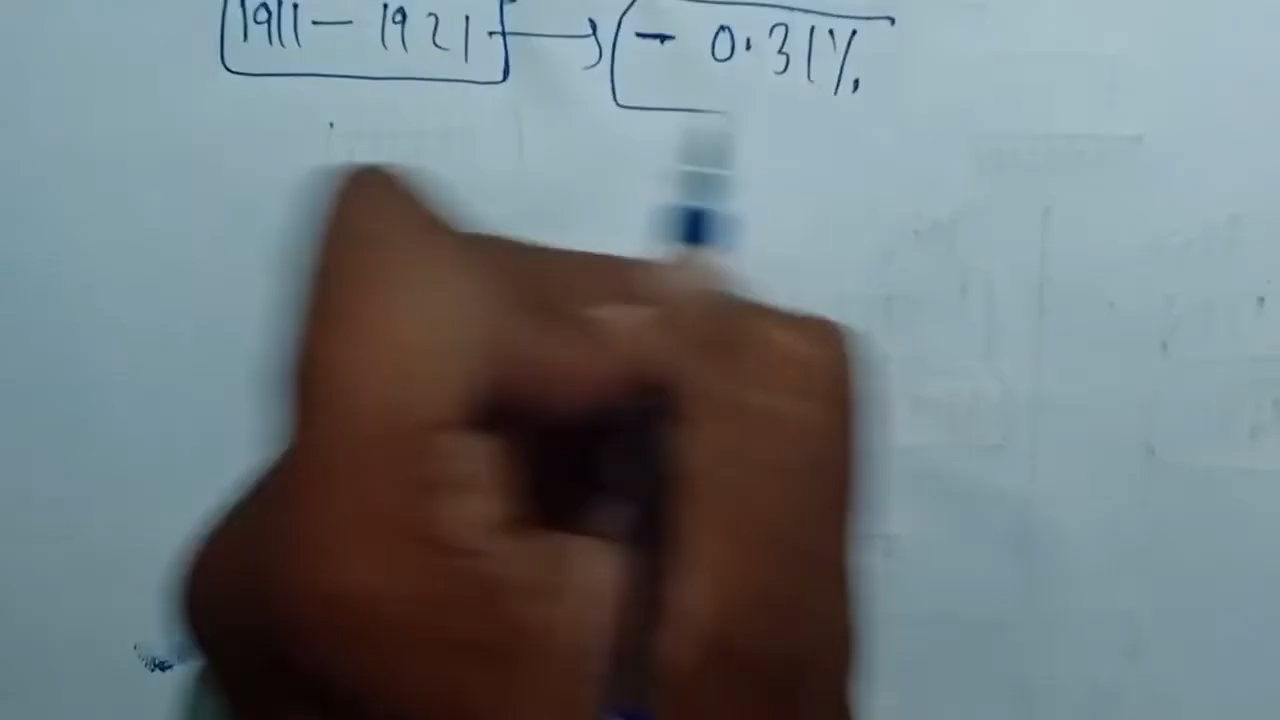 1911 – 1921 → - 0.31%